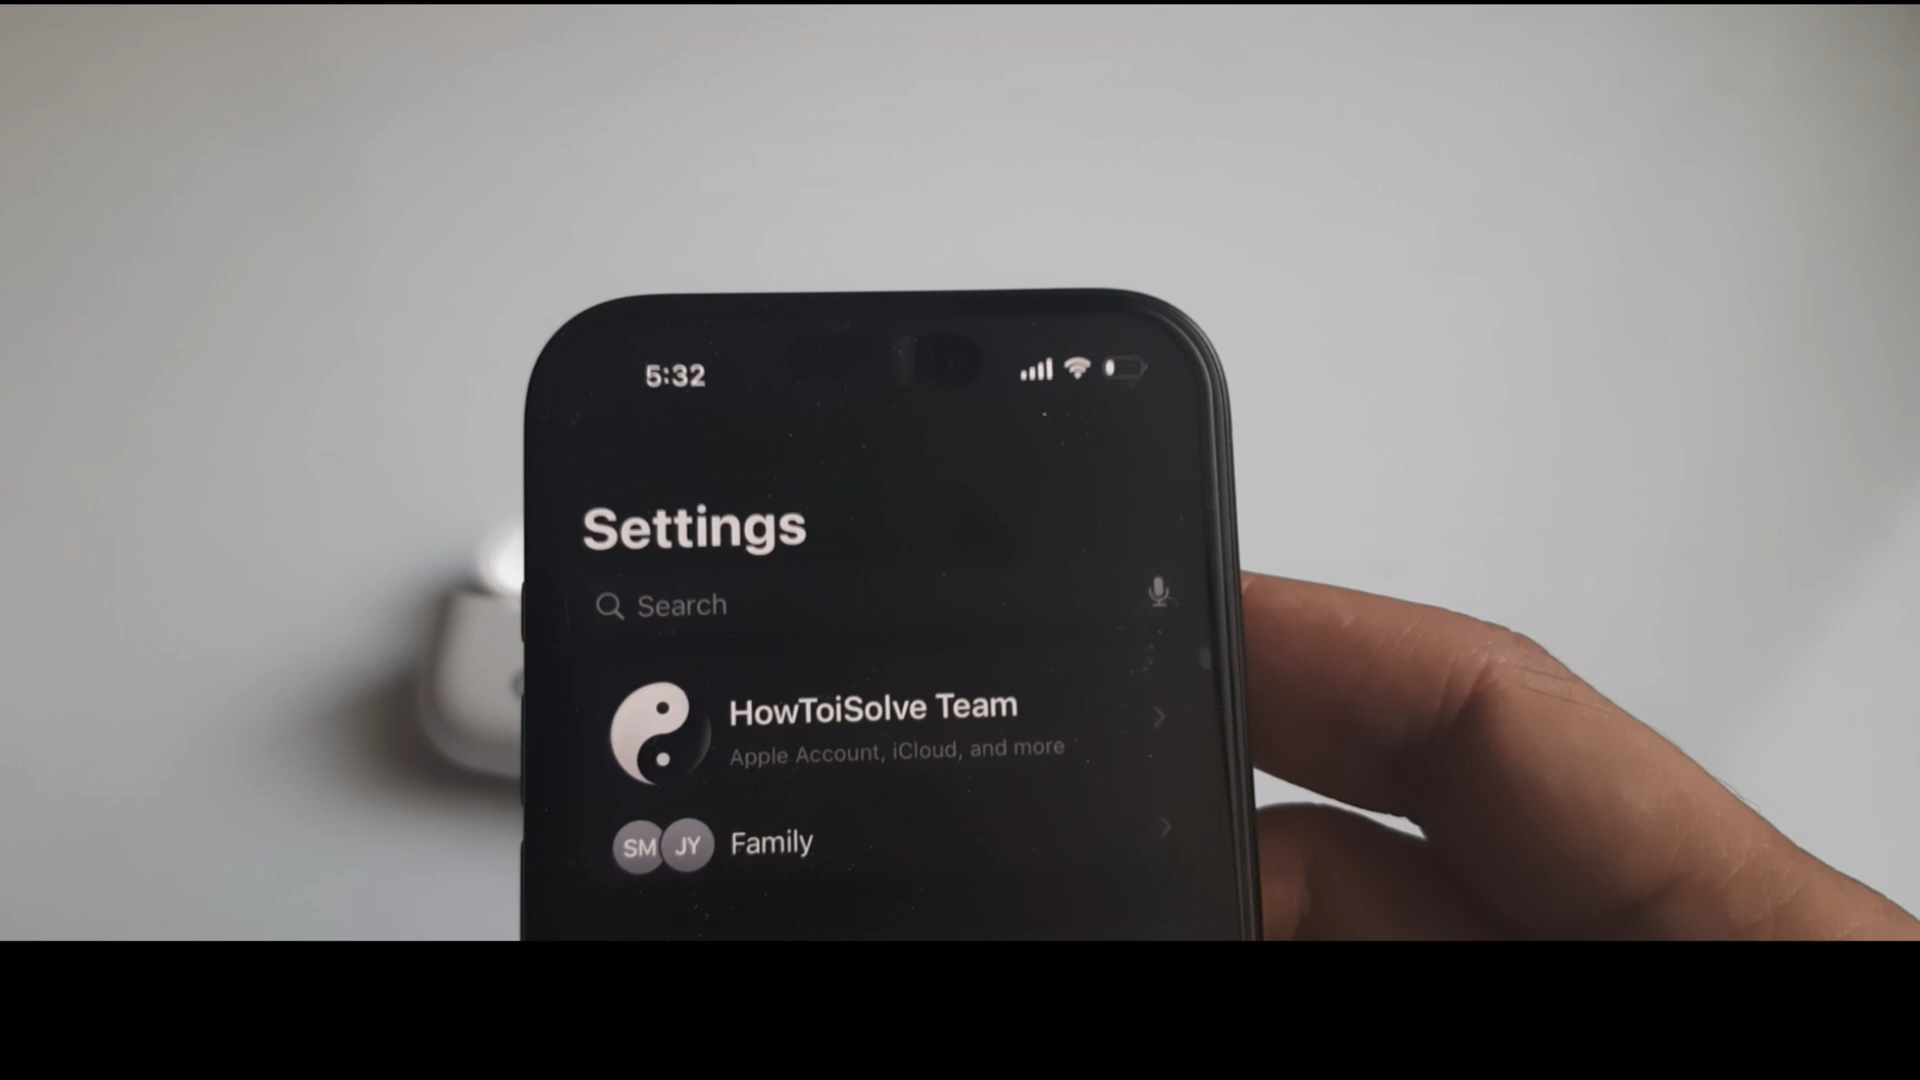 5:32
Settings
Search
HowToiSolve Team
Apple Account, iCloud, and more
SM JY Family